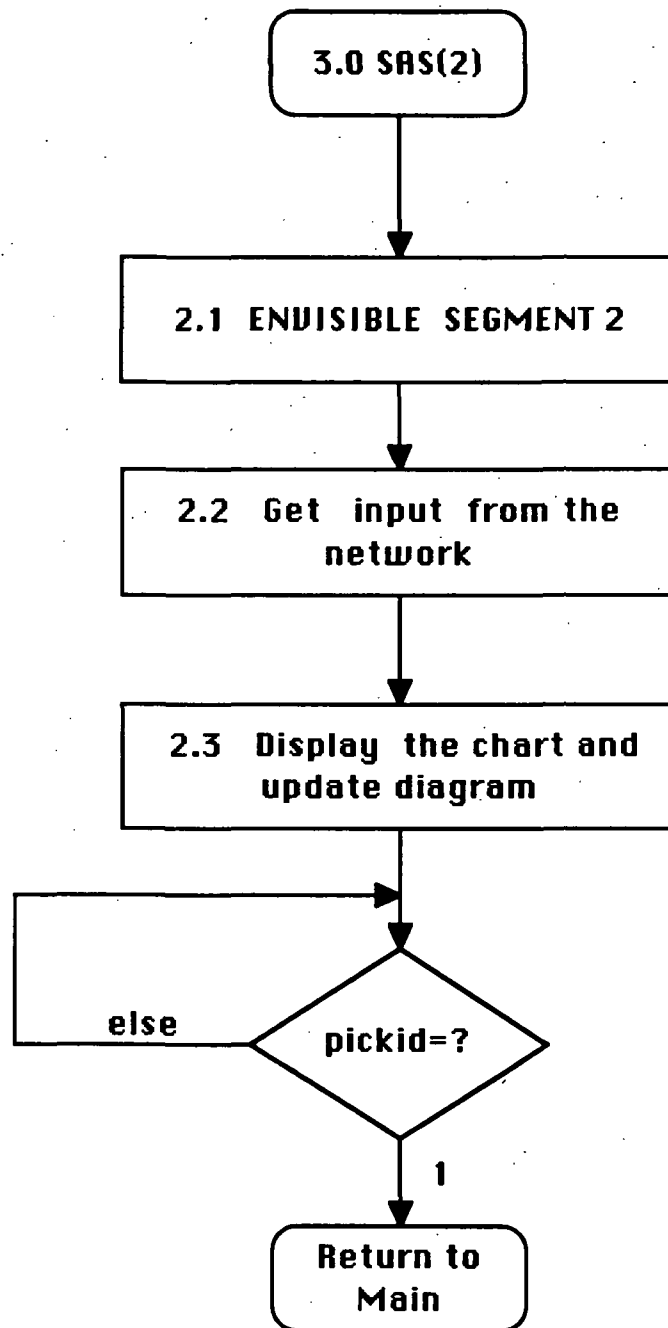 3.0 SAS(2)
2.1 ENVISIBLE SEGMENT 2
2.2 Get input from the
network
2.3 Display the chart and
update diagram
else
pickid=?
1
Return to
Main